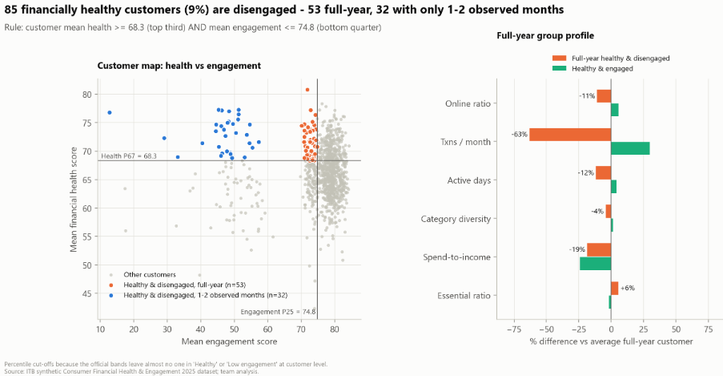 85 financially healthy customers (9%) are disengaged - 53 full-year, 32 with only 1-2 observed months
Rule: customer mean health >= 68.3 (top third) AND mean engagement <= 74.8 (bottom quarter)
Customer map: health vs engagement
Mean financial health score
80
75
70
65
60
55
50
45
Health P67 = 68.3
Other customers
Healthy & disengaged, full-year (n=53)
Healthy & disengaged, 1-2 observed months (n=32)
Engagement P25 = 74.8
10 20 30 40 50 60 70 80
Mean engagement score
Full-year group profile
Full-year healthy & disengaged
Healthy & engaged
Online ratio
-11%
Txns / month
-63%
Active days
-12%
Category diversity
-4%
Spend-to-income
-19%
Essential ratio
+6%
−75 −50 −25 0 25 50 75
% difference vs average full-year customer
Percentile cut-offs because the official bands leave almost no one in 'Healthy' or 'Low engagement' at customer level.
Source: ITB synthetic Consumer Financial Health & Engagement 2025 dataset; team analysis.